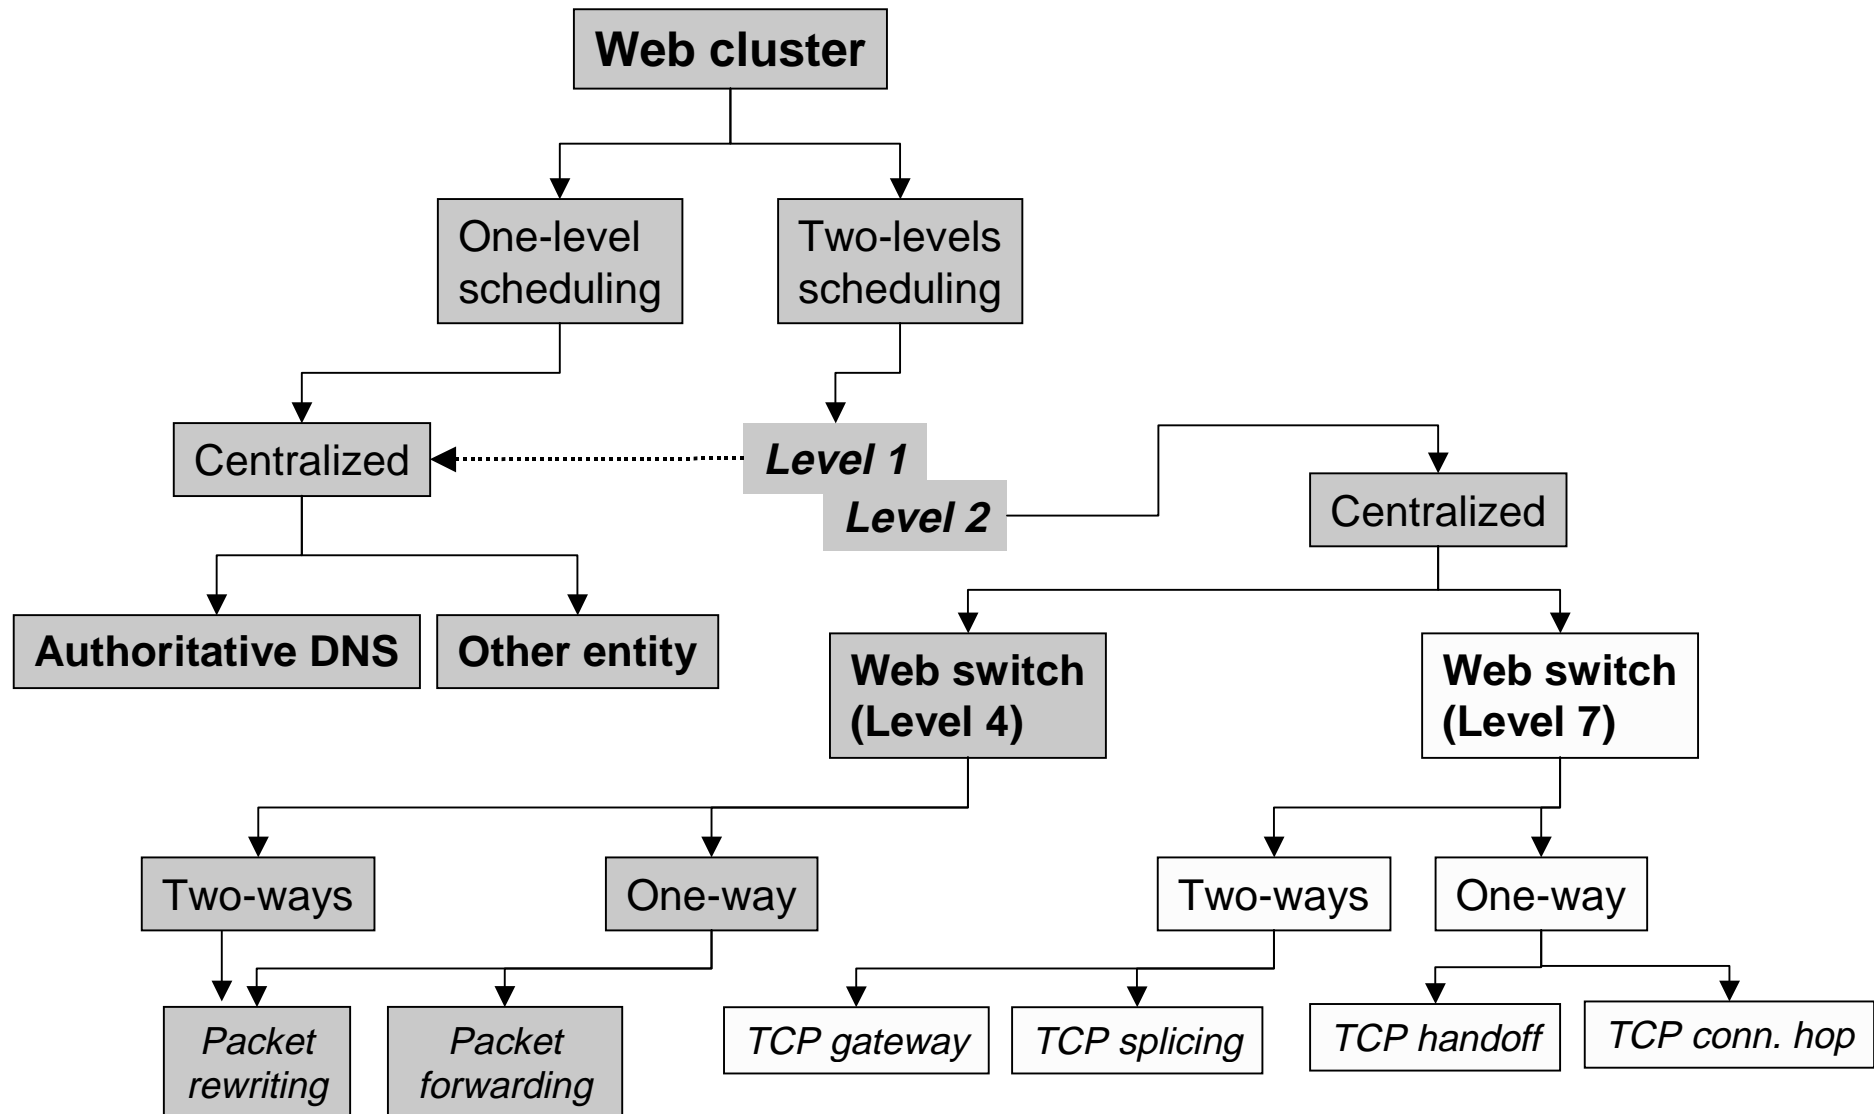 Web cluster
One-level
scheduling
Two-levels
scheduling
Centralized
Level 1
Level 2
Centralized
Authoritative DNS
Other entity
Web switch
(Level 4)
Web switch
(Level 7)
Two-ways
One-way
Two-ways
One-way
Packet
rewriting
Packet
forwarding
TCP gateway
TCP splicing
TCP handoff
TCP conn. hop